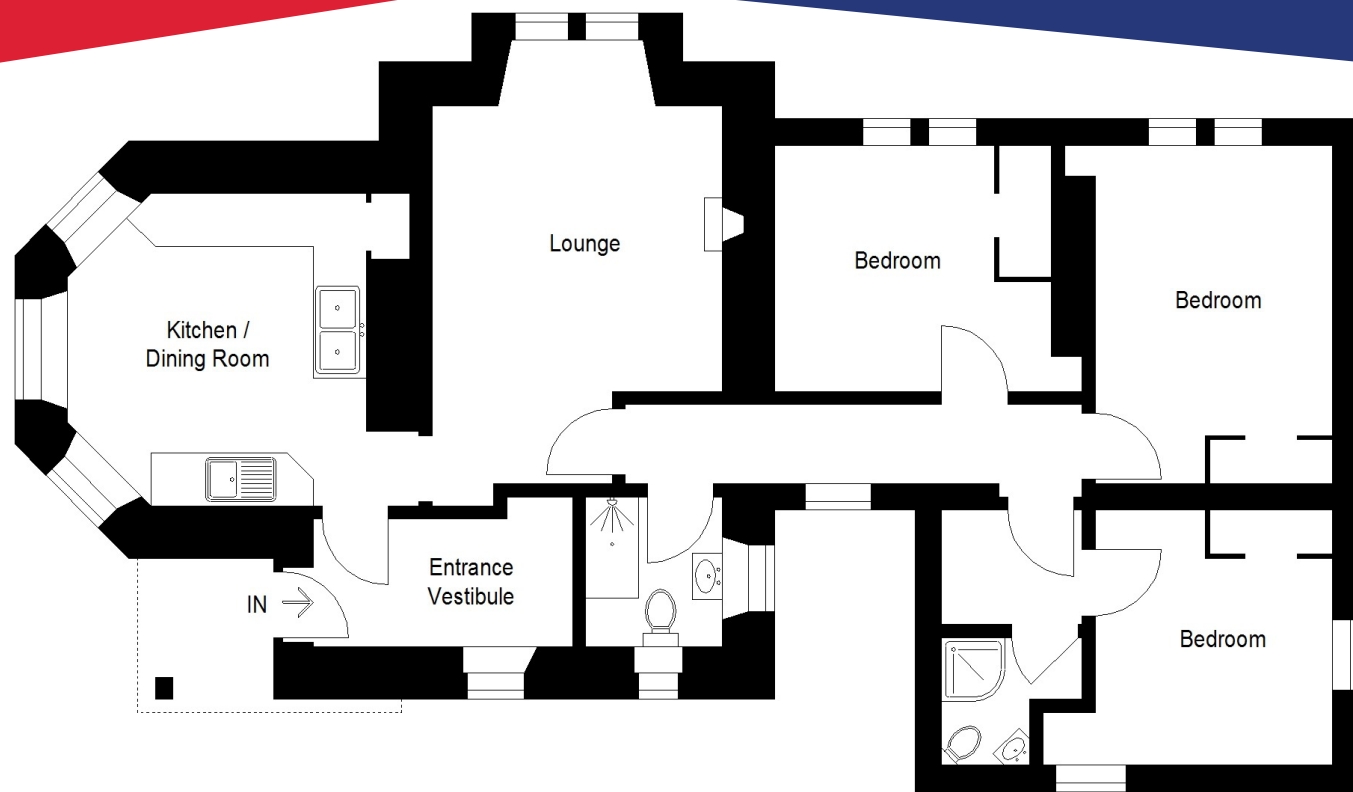 Lounge
Bedroom
Bedroom
Kitchen /
Dining Room
Entrance
Vestibule
IN
Bedroom